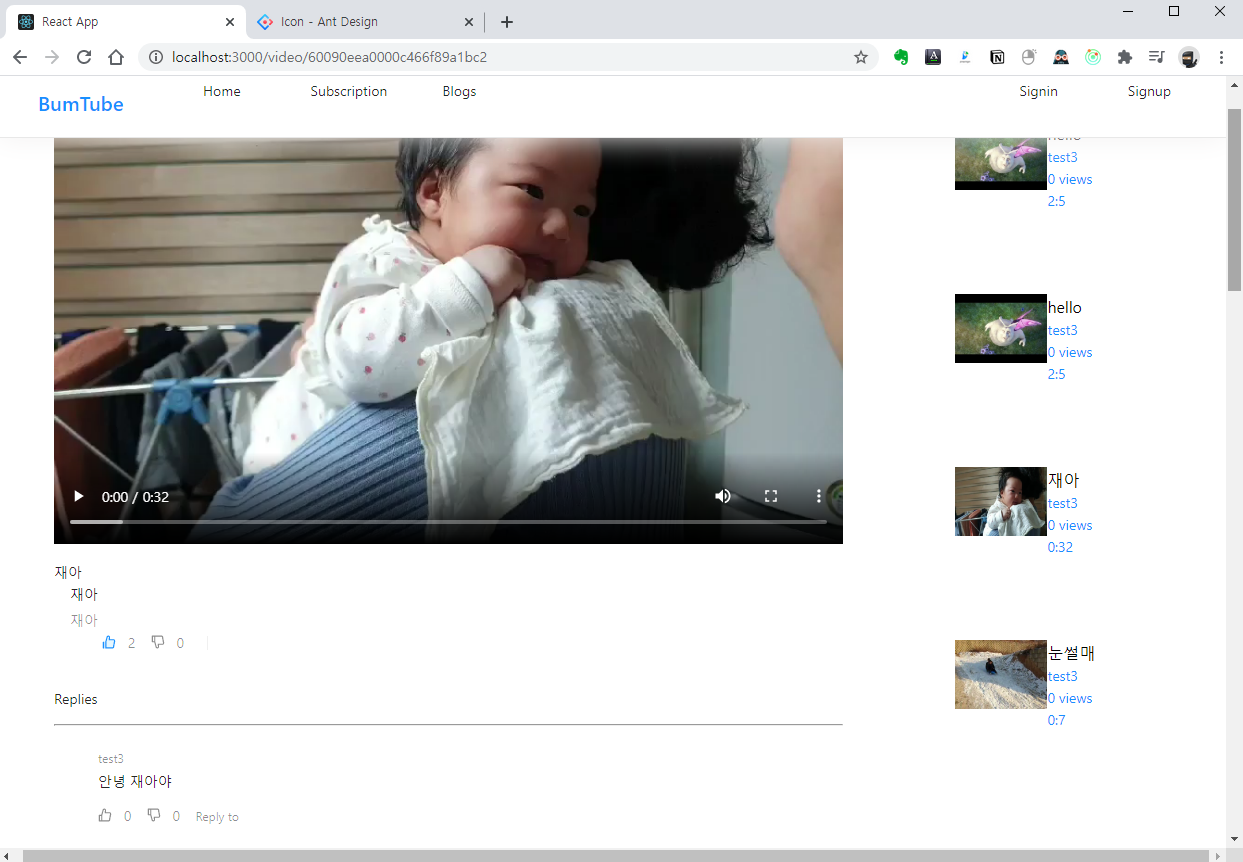 React App
Icon - Ant Design
localhost:3000/video/60090eea0000c466f89a1bc2
BumTube
Home
Subscription
Blogs
Signin
Signup
hello
test3
0 views
2:5
hello
test3
0 views
2:5
재아
test3
0 views
0:32
눈썰매
test3
0 views
0:7
0:00 / 0:32
재아
재아
재아
2
0
Replies
test3
안녕 재아야
0
0
Reply to